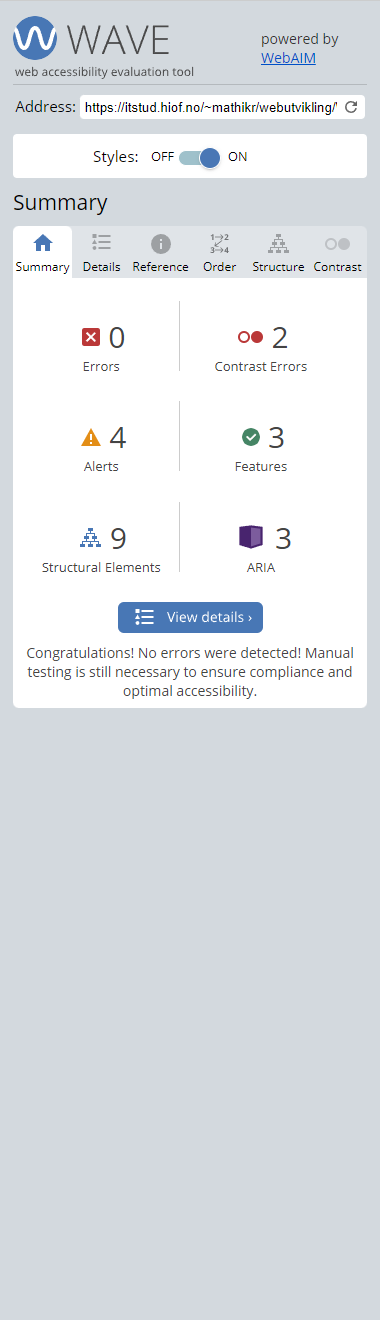 WAVE
web accessibility evaluation tool
powered by
WebAIM
Address: https://itstud.hiof.no/~mathikr/webutvikling/
Styles: OFF ON
Summary
1 2
3 4
Summary Details Reference Order Structure Contrast
0
Errors
2
Contrast Errors
4
Alerts
3
Features
9
Structural Elements
3
ARIA
View details ›
Congratulations! No errors were detected! Manual
testing is still necessary to ensure compliance and
optimal accessibility.